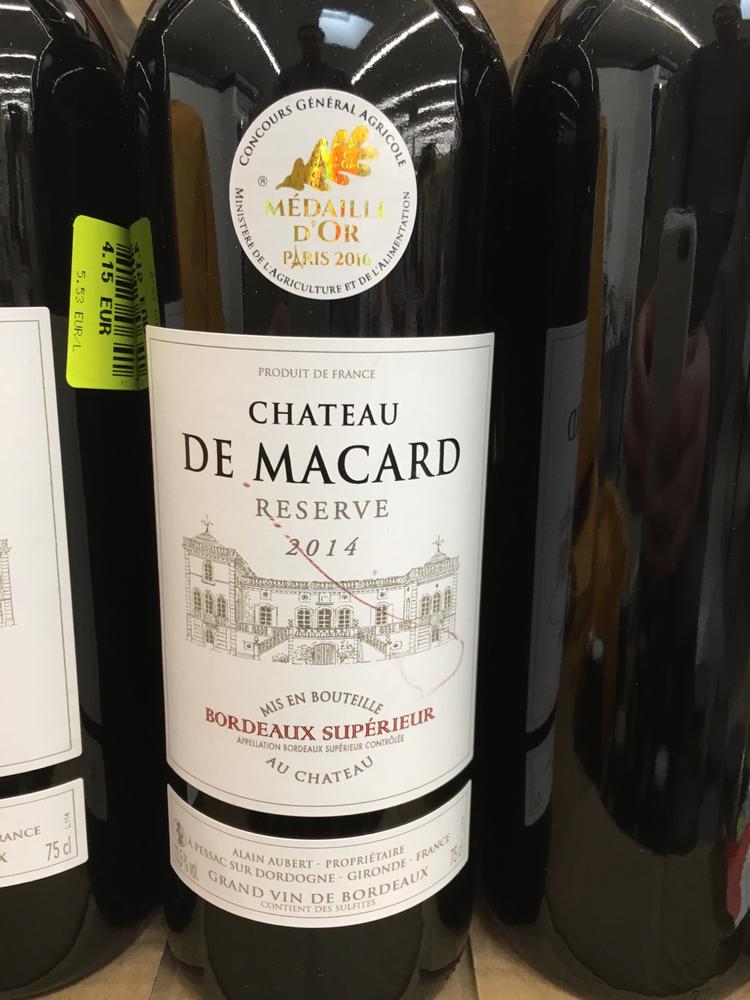 CONCOURS GÉNÉRAL AGRICOLE
®
MÉDAILLE
D'OR
PARIS 2016
MINISTERE DE L'AGRICULTURE ET DE L'ALIMENTATION
4.15 EUR
5.53 EUR/L
PRODUIT DE FRANCE
CHATEAU
DE MACARD
RESERVE
2014
MIS EN BOUTEILLE
BORDEAUX SUPÉRIEUR
APPELLATION BORDEAUX SUPÉRIEUR CONTRÔLÉE
AU CHATEAU
ALAIN AUBERT - PROPRIÉTAIRE
À PESSAC SUR DORDOGNE - GIRONDE - FRANCE
GRAND VIN DE BORDEAUX
CONTIENT DES SULFITES
% vol.
75 cl